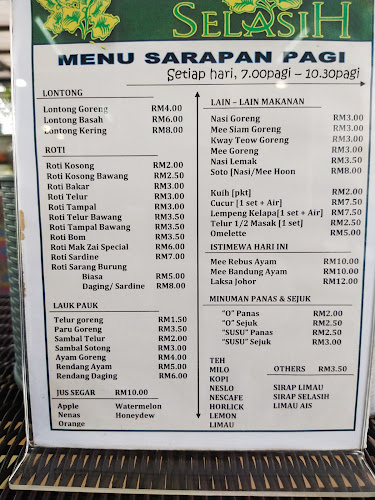 SELASIH
MENU SARAPAN PAGI
Setiap hari, 7.00pagi – 10.30pagi
LONTONG
Lontong Goreng RM4.00
Lontong Basah RM6.00
Lontong Kering RM8.00
ROTI
Roti Kosong RM2.00
Roti Kosong Bawang RM2.50
Roti Bakar RM3.00
Roti Telur RM3.00
Roti Tampal RM3.00
Roti Telur Bawang RM3.50
Roti Tampal Bawang RM3.50
Roti Bom RM3.50
Roti Mak Zai Special RM6.00
Roti Sardine RM7.00
Roti Sarang Burung
Biasa RM5.00
Daging/ Sardine RM8.00
LAUK PAUK
Telur goreng RM1.50
Paru Goreng RM3.50
Sambal Telur RM2.00
Sambal Sotong RM3.00
Ayam Goreng RM4.00
Rendang Ayam RM5.00
Rendang Daging RM6.00
JUS SEGAR RM10.00
Apple Watermelon
Nenas Honeydew
Orange
LAIN – LAIN MAKANAN
Nasi Goreng RM3.00
Mee Siam Goreng RM3.00
Kway Teow Goreng RM3.00
Mee Goreng RM3.00
Nasi Lemak RM3.50
Soto [Nasi/Mee Hoon RM8.00
Kuih [pkt] RM2.00
Cucur [1 set + Air] RM7.50
Lempeng Kelapa[1 set + Air] RM7.50
Telur 1/2 Masak [1 set] RM2.50
Omelette RM5.00
ISTIMEWA HARI INI
Mee Rebus Ayam RM10.00
Mee Bandung Ayam RM10.00
Laksa Johor RM12.00
MINUMAN PANAS & SEJUK
“O” Panas RM2.00
“O” Sejuk RM2.50
“SUSU” Panas RM2.50
“SUSU” Sejuk RM3.00
TEH
MILO OTHERS RM3.50
KOPI
NESLO SIRAP LIMAU
NESCAFE SIRAP SELASIH
HORLICK LIMAU AIS
LEMON
LIMAU